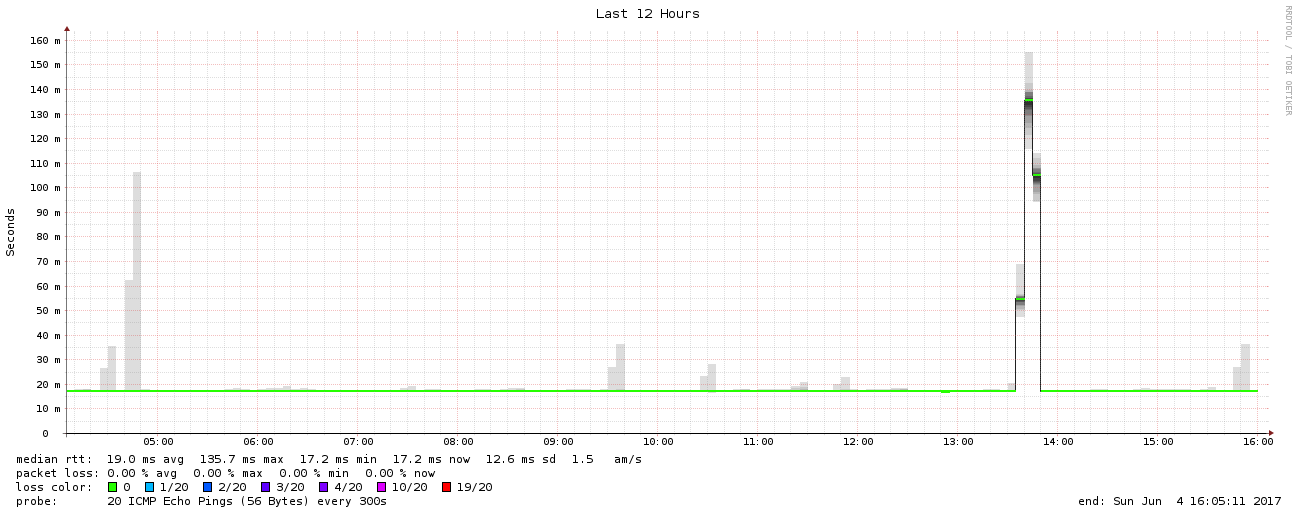 Last 12 Hours
RRDTOOL / TOBI OETIKER
Seconds
160 m
150 m
140 m
130 m
120 m
110 m
100 m
90 m
80 m
70 m
60 m
50 m
40 m
30 m
20 m
10 m
0
05:00 06:00 07:00 08:00 09:00 10:00 11:00 12:00 13:00 14:00 15:00 16:00
median rtt: 19.0 ms avg 135.7 ms max 17.2 ms min 17.2 ms now 12.6 ms sd 1.5 am/s
packet loss: 0.00 % avg 0.00 % max 0.00 % min 0.00 % now
loss color: 0 1/20 2/20 3/20 4/20 10/20 19/20
probe: 20 ICMP Echo Pings (56 Bytes) every 300s end: Sun Jun 4 16:05:11 2017